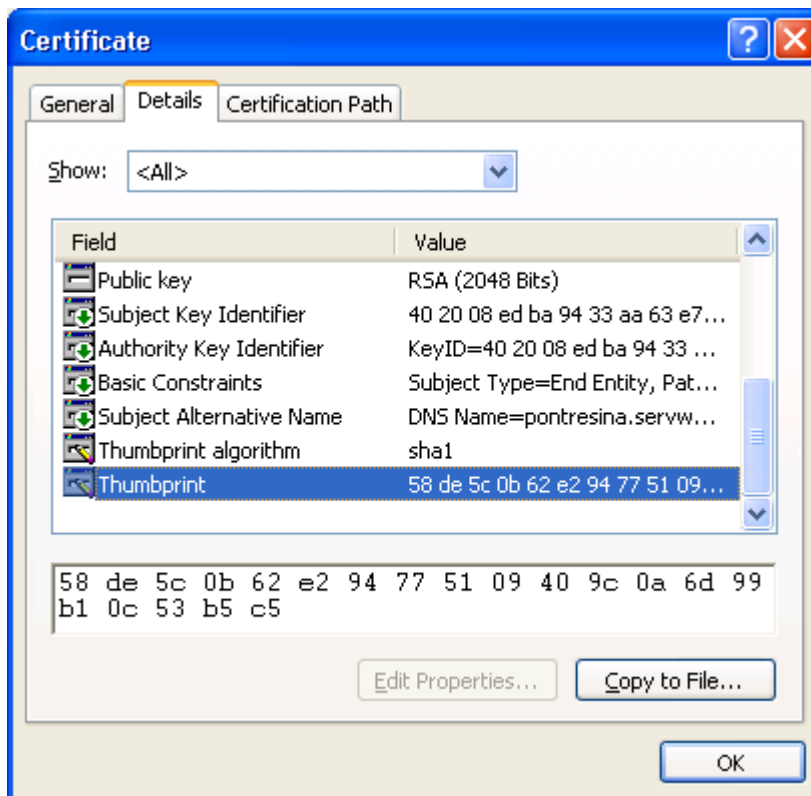 Certificate
General Details Certification Path
Show: <All>
Field Value
Public key RSA (2048 Bits)
Subject Key Identifier 40 20 08 ed ba 94 33 aa 63 e7...
Authority Key Identifier KeyID=40 20 08 ed ba 94 33 ...
Basic Constraints Subject Type=End Entity, Pat...
Subject Alternative Name DNS Name=pontresina.servw...
Thumbprint algorithm sha1
Thumbprint 58 de 5c 0b 62 e2 94 77 51 09...
58 de 5c 0b 62 e2 94 77 51 09 40 9c 0a 6d 99
b1 0c 53 b5 c5
Edit Properties... Copy to File...
OK